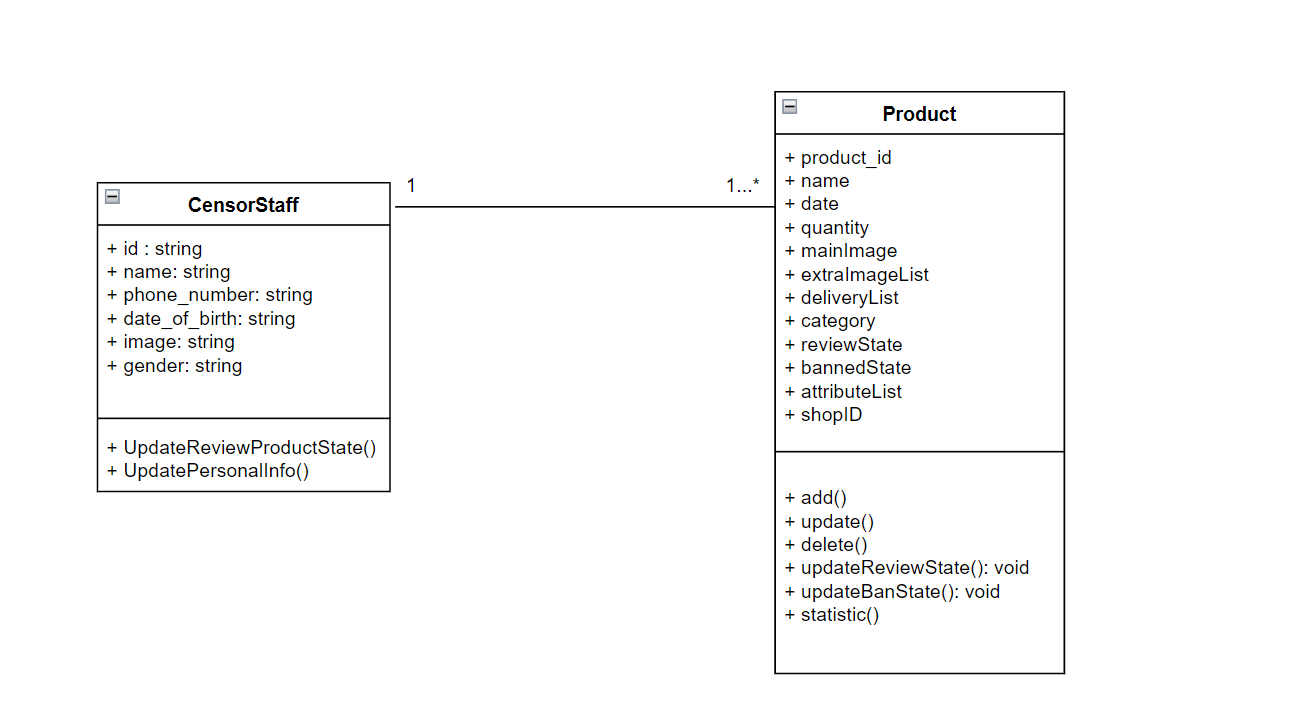 CensorStaff
+ id : string
+ name: string
+ phone_number: string
+ date_of_birth: string
+ image: string
+ gender: string
+ UpdateReviewProductState()
+ UpdatePersonalInfo()
1
1...*
Product
+ product_id
+ name
+ date
+ quantity
+ mainImage
+ extraImageList
+ deliveryList
+ category
+ reviewState
+ bannedState
+ attributeList
+ shopID
+ add()
+ update()
+ delete()
+ updateReviewState(): void
+ updateBanState(): void
+ statistic()